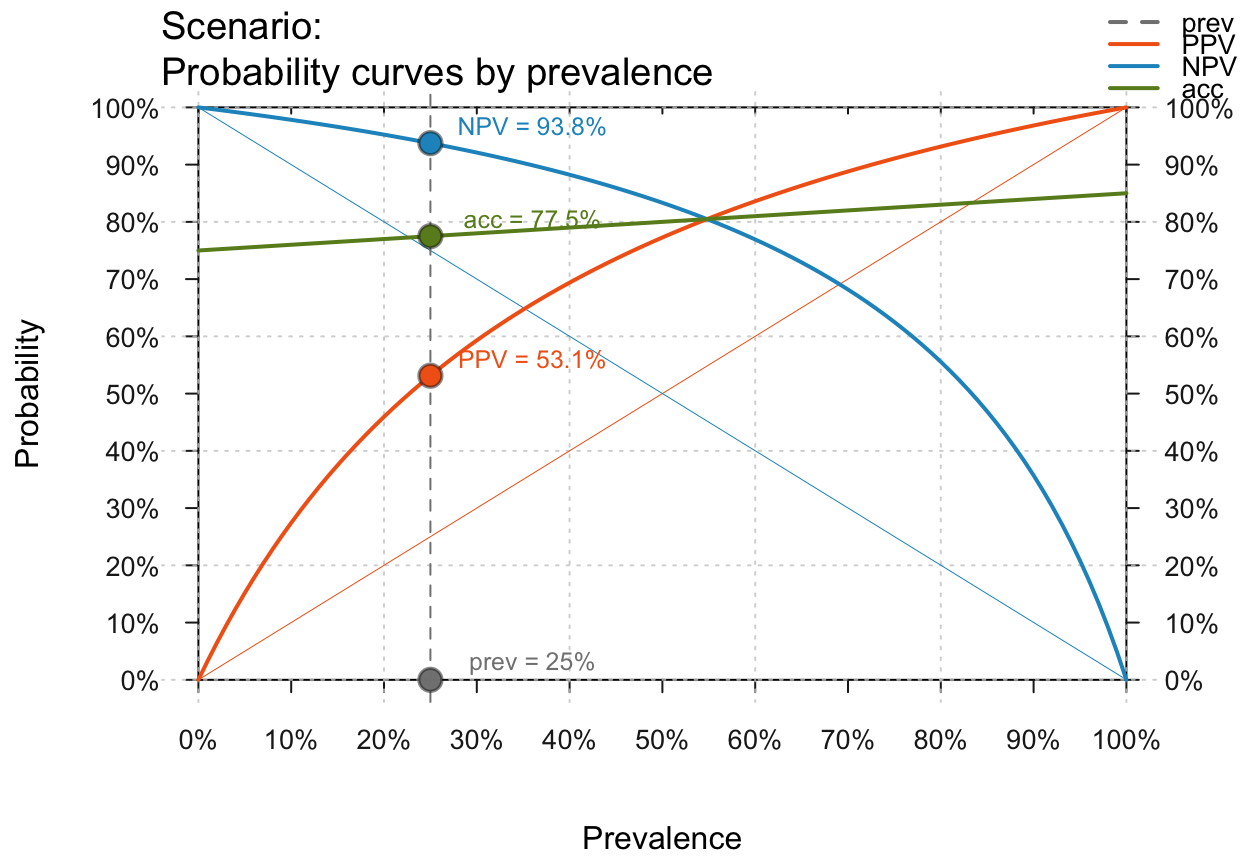 Scenario:
Probability curves by prevalence
prev
PPV
NPV
acc
100%
90%
80%
70%
60%
50%
40%
30%
20%
10%
0%
Probability
NPV = 93.8%
acc = 77.5%
PPV = 53.1%
prev = 25%
100%
90%
80%
70%
60%
50%
40%
30%
20%
10%
0%
0% 10% 20% 30% 40% 50% 60% 70% 80% 90% 100%
Prevalence